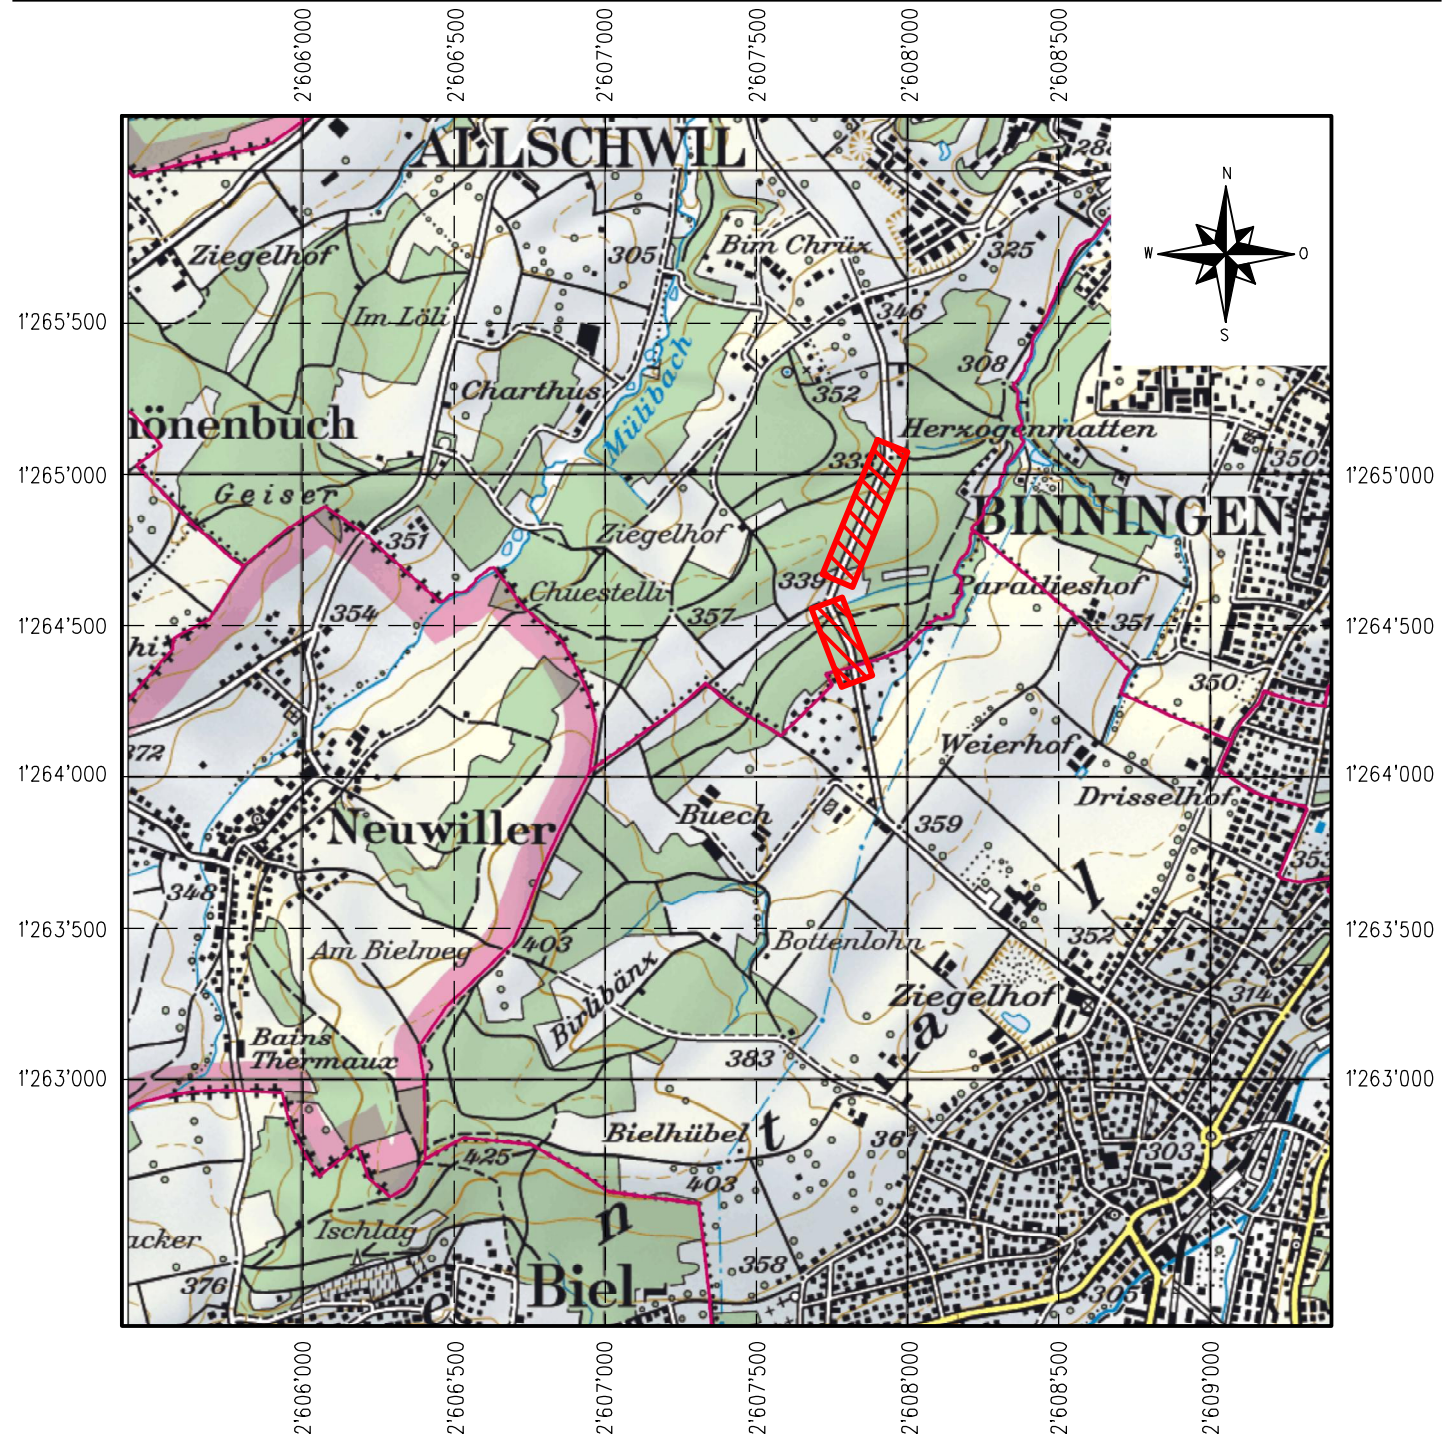 2'606'000
2'606'500
2'607'000
2'607'500
2'608'000
2'608'500
ALLSCHWIL
N
W
O
S
Ziegelhof
305
Bim Chrüx
325
Im Löli
346
1'265'500
308
Charthus
352
Mülibach
Herzogenmatten
350
1'265'000
1'265'000
Geiser
BINNINGEN
Ziegelhof
351
339
Paradieshof
Chuestelli
357
354
351
1'264'500
1'264'500
350
372
Weierhof
1'264'000
1'264'000
Drisselhof
Buech
359
Neuwiller
353
348
352
1'263'500
1'263'500
Am Bielweg
403
Bottenlohn
Birlibänx
Ziegelhof
314
Bains
Thermaux
383
1'263'000
1'263'000
Bielhübel
361
303
425
403
Ischlag
acker
358
376
Biel-
2'606'000
2'606'500
2'607'000
2'607'500
2'608'000
2'608'500
2'609'000